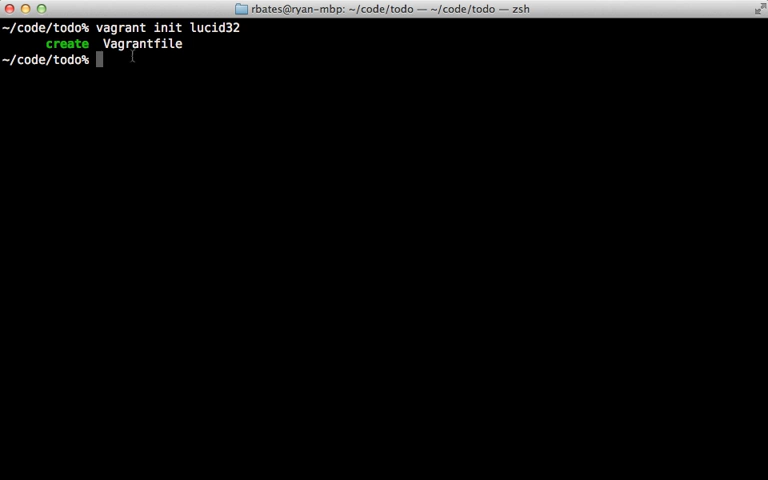 rbates@ryan-mbp: ~/code/todo — ~/code/todo — zsh
~/code/todo% vagrant init lucid32
create Vagrantfile
~/code/todo%